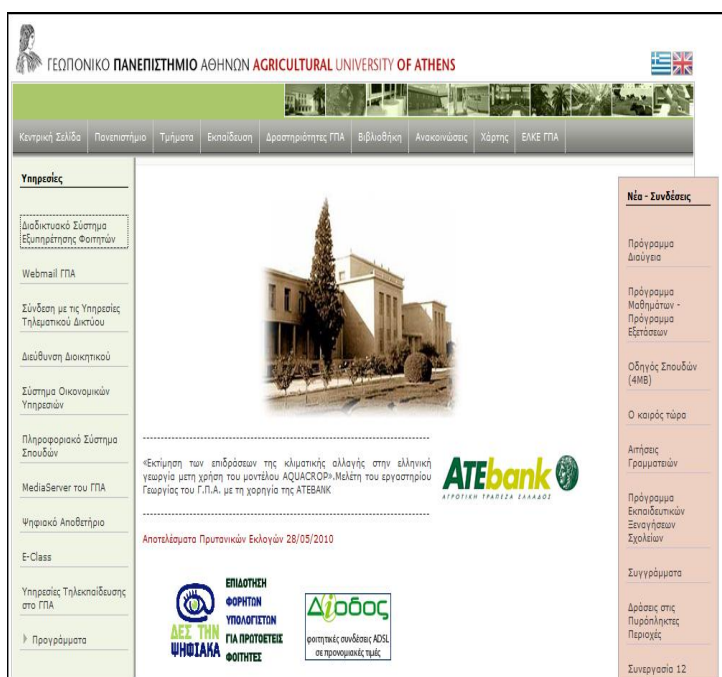 ΓΕΩΠΟΝΙΚΟ ΠΑΝΕΠΙΣΤΗΜΙΟ ΑΘΗΝΩΝ AGRICULTURAL UNIVERSITY OF ATHENS
Κεντρική Σελίδα Πανεπιστήμιο Τμήματα Εκπαίδευση Δραστηριότητες ΓΠΑ Βιβλιοθήκη Ανακοινώσεις Χάρτης ΕΛΚΕ ΓΠΑ
Υπηρεσίες
Διαδικτυακό Σύστημα
Εξυπηρέτησης Φοιτητών
Webmail ΓΠΑ
Σύνδεση με τις Υπηρεσίες
Τηλεματικού Δικτύου
Διεύθυνση Διοικητικού
Σύστημα Οικονομικών
Υπηρεσιών
Πληροφοριακό Σύστημα
Σπουδών
MediaServer του ΓΠΑ
Ψηφιακό Αποθετήριο
E-Class
Υπηρεσίες Τηλεκπαίδευσης
στο ΓΠΑ
Προγράμματα
«Εκτίμηση των επιδράσεων της κλιματικής αλλαγής στην ελληνική
γεωργία μετη χρήση του μοντέλου AQUACROP».Μελέτη του εργαστηρίου
Γεωργίας του Γ.Π.Α. με τη χορηγία της ATEBANK
ATEbank
ΑΓΡΟΤΙΚΗ ΤΡΑΠΕΖΑ ΕΛΛΑΔΟΣ
Αποτελέσματα Πρυτανικών Εκλογών 28/05/2010
ΔΕΣ ΤΗΝ
ΨΗΦΙΑΚΑ
ΕΠΙΔΟΤΗΣΗ
ΦΟΡΗΤΩΝ
ΥΠΟΛΟΓΙΣΤΩΝ
ΓΙΑ ΠΡΩΤΟΕΤΕΙΣ
ΦΟΙΤΗΤΕΣ
Δίοδος
φοιτητικές συνδέσεις ADSL
σε προνομιακές τιμές
Νέα - Συνδέσεις
Πρόγραμμα
Διαύγεια
Πρόγραμμα
Μαθημάτων -
Πρόγραμμα
Εξετάσεων
Οδηγός Σπουδών
(4MB)
Ο καιρός τώρα
Αιτήσεις
Γραμματειών
Πρόγραμμα
Εκπαιδευτικών
Ξεναγήσεων
Σχολείων
Συγγράμματα
Δράσεις στις
Πυρόπληκτες
Περιοχές
Συνεργασία 12